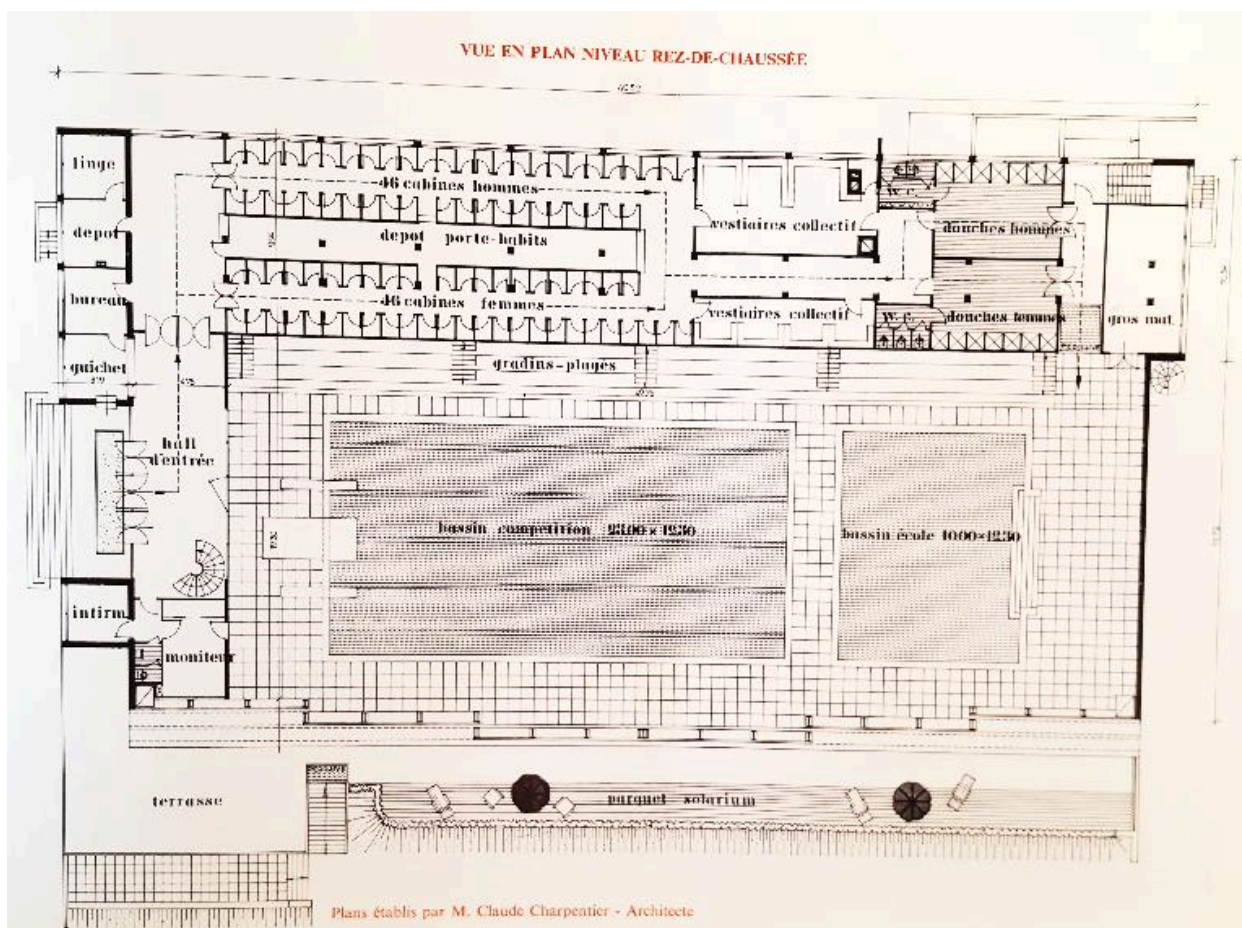 VUE EN PLAN NIVEAU REZ-DE-CHAUSSÉE
linge
depot
bureau
guichet
hall
d'entrée
infirm
moniteur
46 cabines hommes
depot porte-habits
46 cabines femmes
vestiaires collectif
vestiaires collectif
w.c.
douches hommes
w.c.
douches femmes
gros mat
gradins-plages
bassin competition 25.00 × 12.50
bassin école 10.00×12.50
terrasse
parquet solarium
Plans établis par M. Claude Charpentier - Architecte